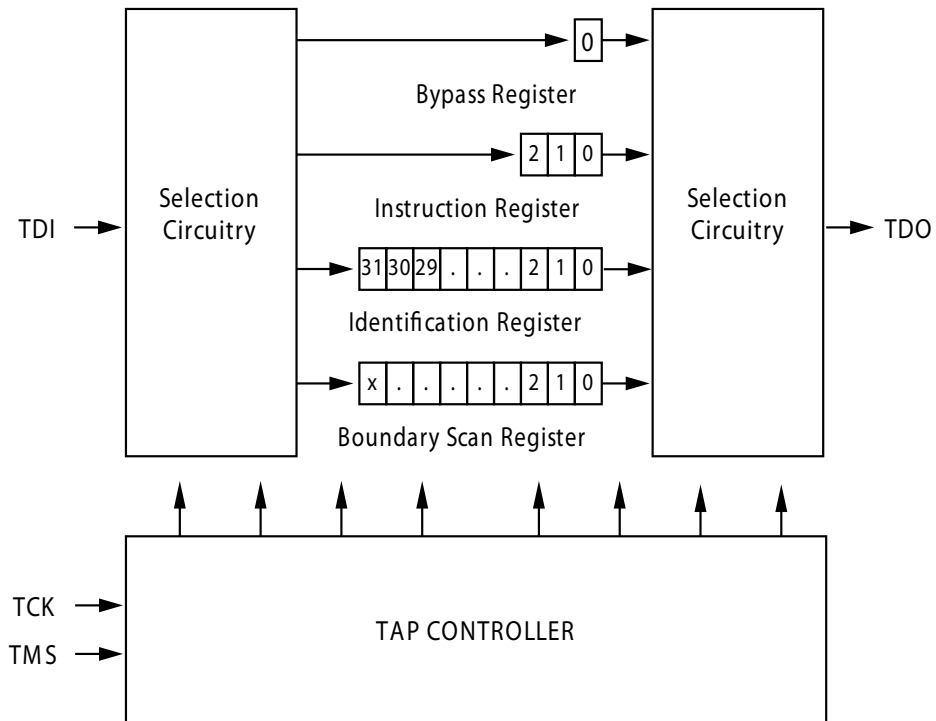 0
Bypass Register
2 1 0
Instruction Register
Selection
Circuitry
Selection
Circuitry
TDI
TDO
31 30 29 . . . 2 1 0
Identification Register
x . . . . . 2 1 0
Boundary Scan Register
TCK
TMS
TAP CONTROLLER